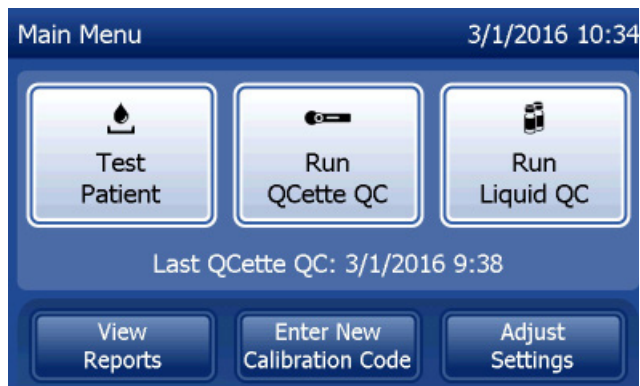 Main Menu 3/1/2016 10:34
Test
Patient
Run
QCette QC
Run
Liquid QC
Last QCette QC: 3/1/2016 9:38
View
Reports
Enter New
Calibration Code
Adjust
Settings